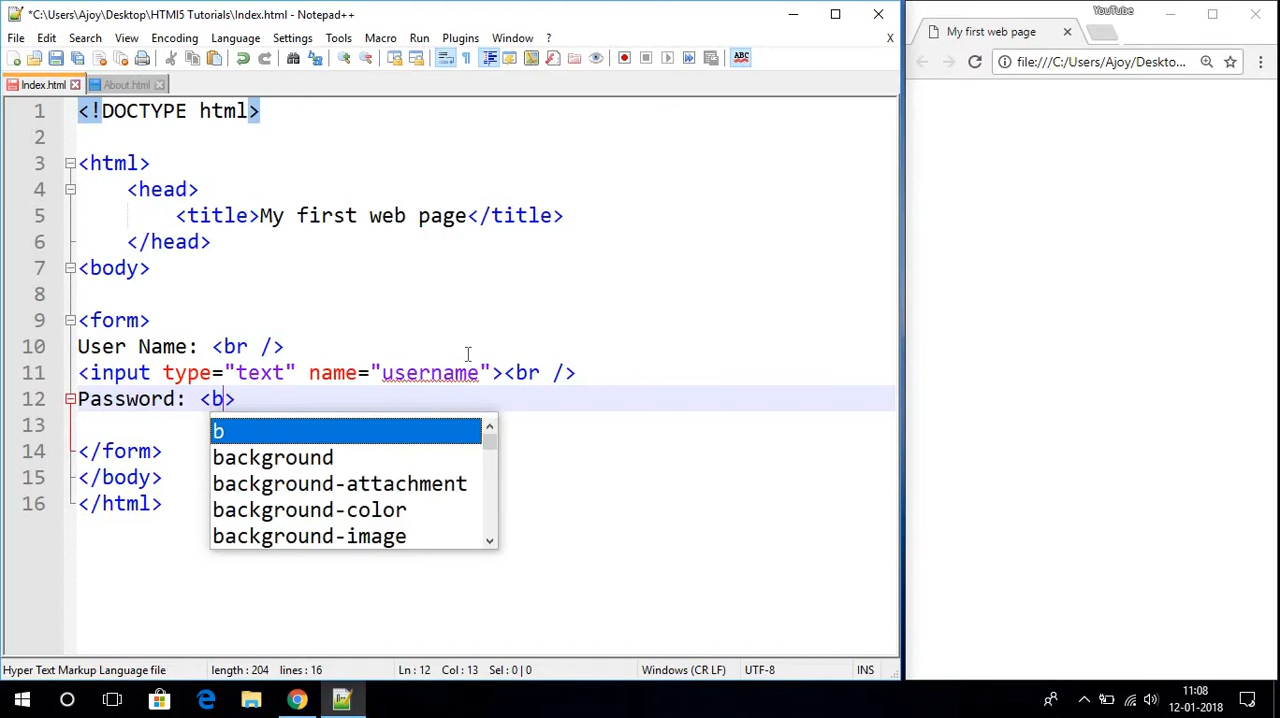 *C:\Users\Ajoy\Desktop\HTMl5 Tutorials\Index.html - Notepad++
File Edit Search View Encoding Language Settings Tools Macro Run Plugins Window ? X
Index.html About.html
1 <!DOCTYPE html>
2
3 <html>
4 <head>
5 <title>My first web page</title>
6 </head>
7 <body>
8
9 <form>
10 User Name: <br />
11 <input type="text" name="username"><br />
12 Password: <b>
13
14 </form>
15 </body>
16 </html>
b
background
background-attachment
background-color
background-image
Hyper Text Markup Language file length : 204 lines : 16 Ln : 12 Col : 13 Sel : 0 | 0 Windows (CR LF) UTF-8 INS
YouTube
My first web page
file:///C:/Users/Ajoy/Deskto...
ABC
11:08
12-01-2018